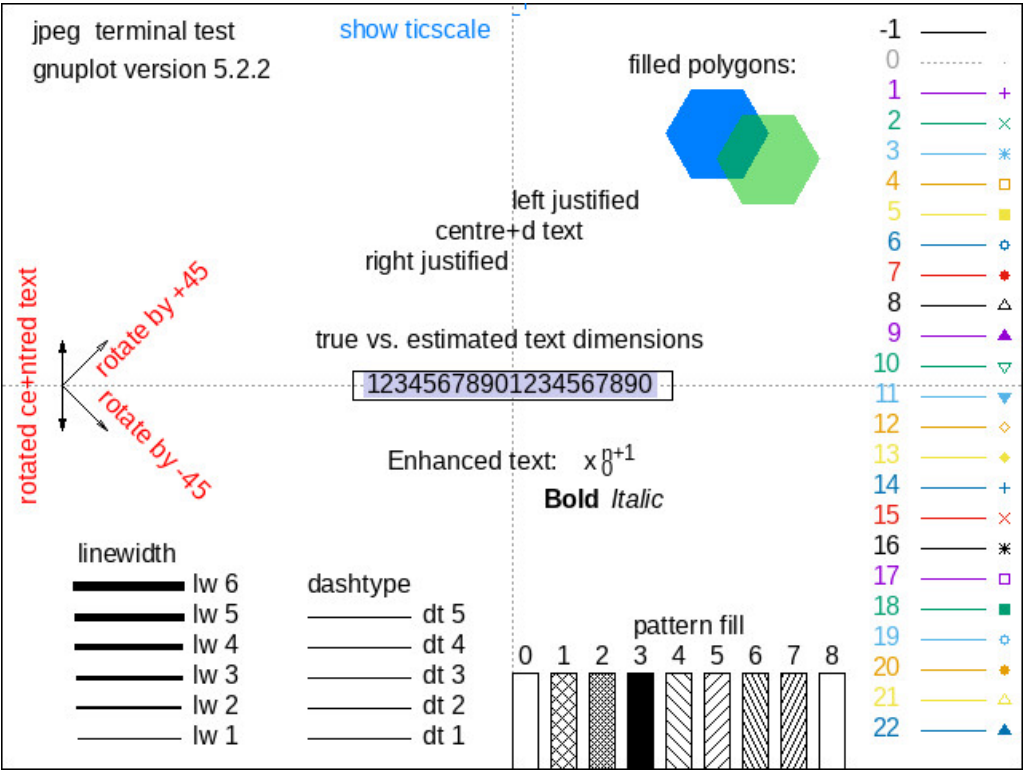 jpeg  terminal test
gnuplot version 5.2.2
show ticscale
filled polygons:
left justified
centre+d text
right justified
rotated ce+ntred text
rotate by +45
rotate by -45
true vs. estimated text dimensions
12345678901234567890
Enhanced text:   x n+1 0
Bold Italic
linewidth
lw 6
lw 5
lw 4
lw 3
lw 2
lw 1
dashtype
dt 5
dt 4
dt 3
dt 2
dt 1
pattern fill
0 1 2 3 4 5 6 7 8
-1
0
1
2
3
4
5
6
7
8
9
10
11
12
13
14
15
16
17
18
19
20
21
22